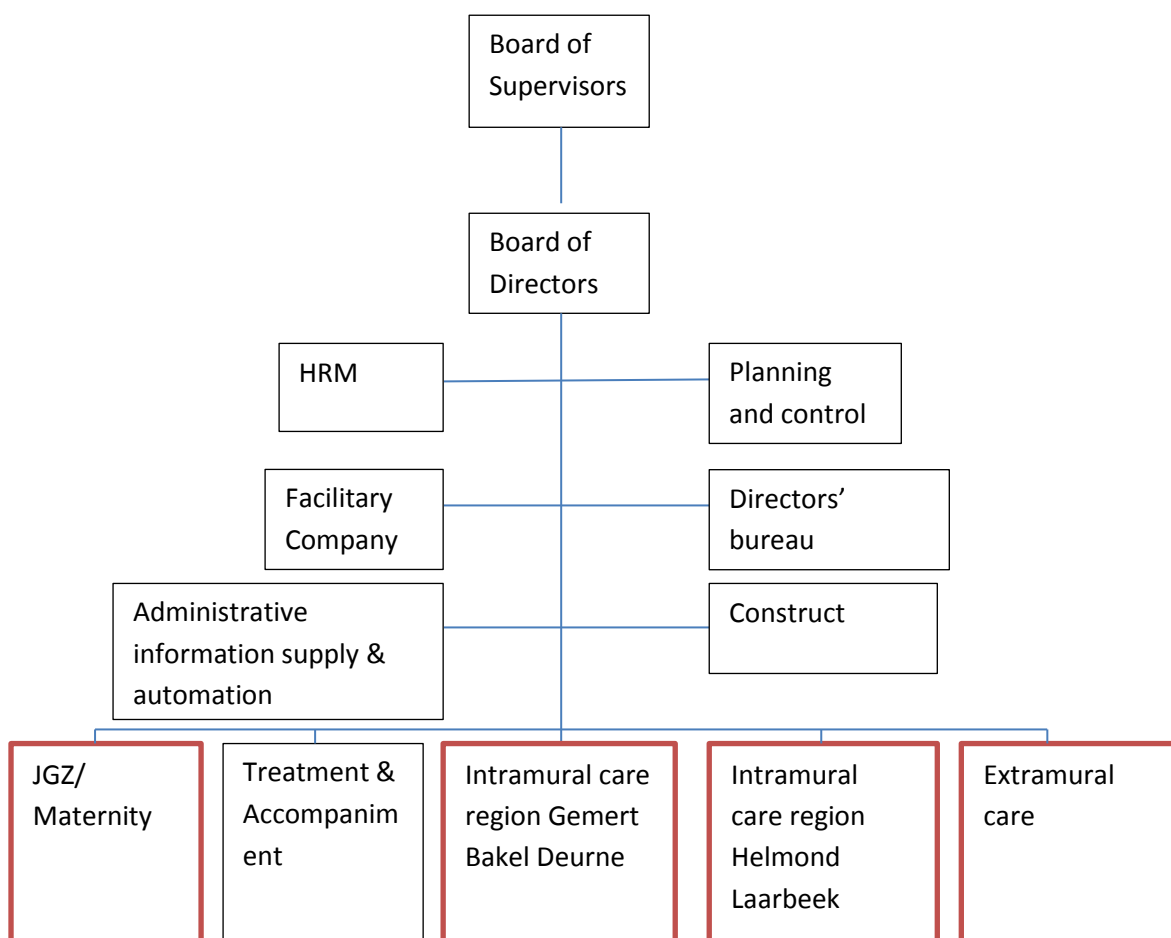 Board of
Supervisors
Board of
Directors
HRM
Planning
and control
Facilitary
Company
Directors’
bureau
Administrative
information supply &
automation
Construct
JGZ/
Maternity
Treatment &
Accompanim
ent
Intramural care
region Gemert
Bakel Deurne
Intramural
care region
Helmond
Laarbeek
Extramural
care